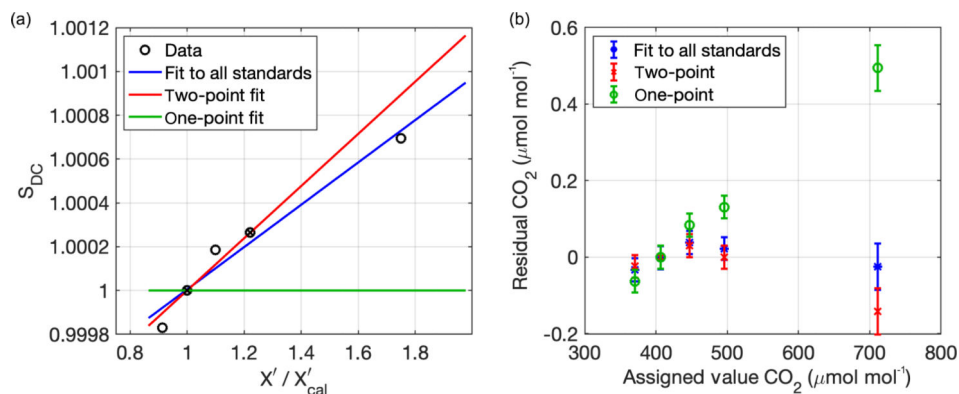 (a)
1.0012
1.001
1.0008
1.0006
1.0004
1.0002
1
0.9998
S_DC
Data
Fit to all standards
Two-point fit
One-point fit
0.8 1 1.2 1.4 1.6 1.8
X′ / X′cal
(b)
0.6
0.4
0.2
0
-0.2
Residual CO₂ (μmol mol⁻¹)
Fit to all standards
Two-point
One-point
300 400 500 600 700 800
Assigned value CO₂ (μmol mol⁻¹)